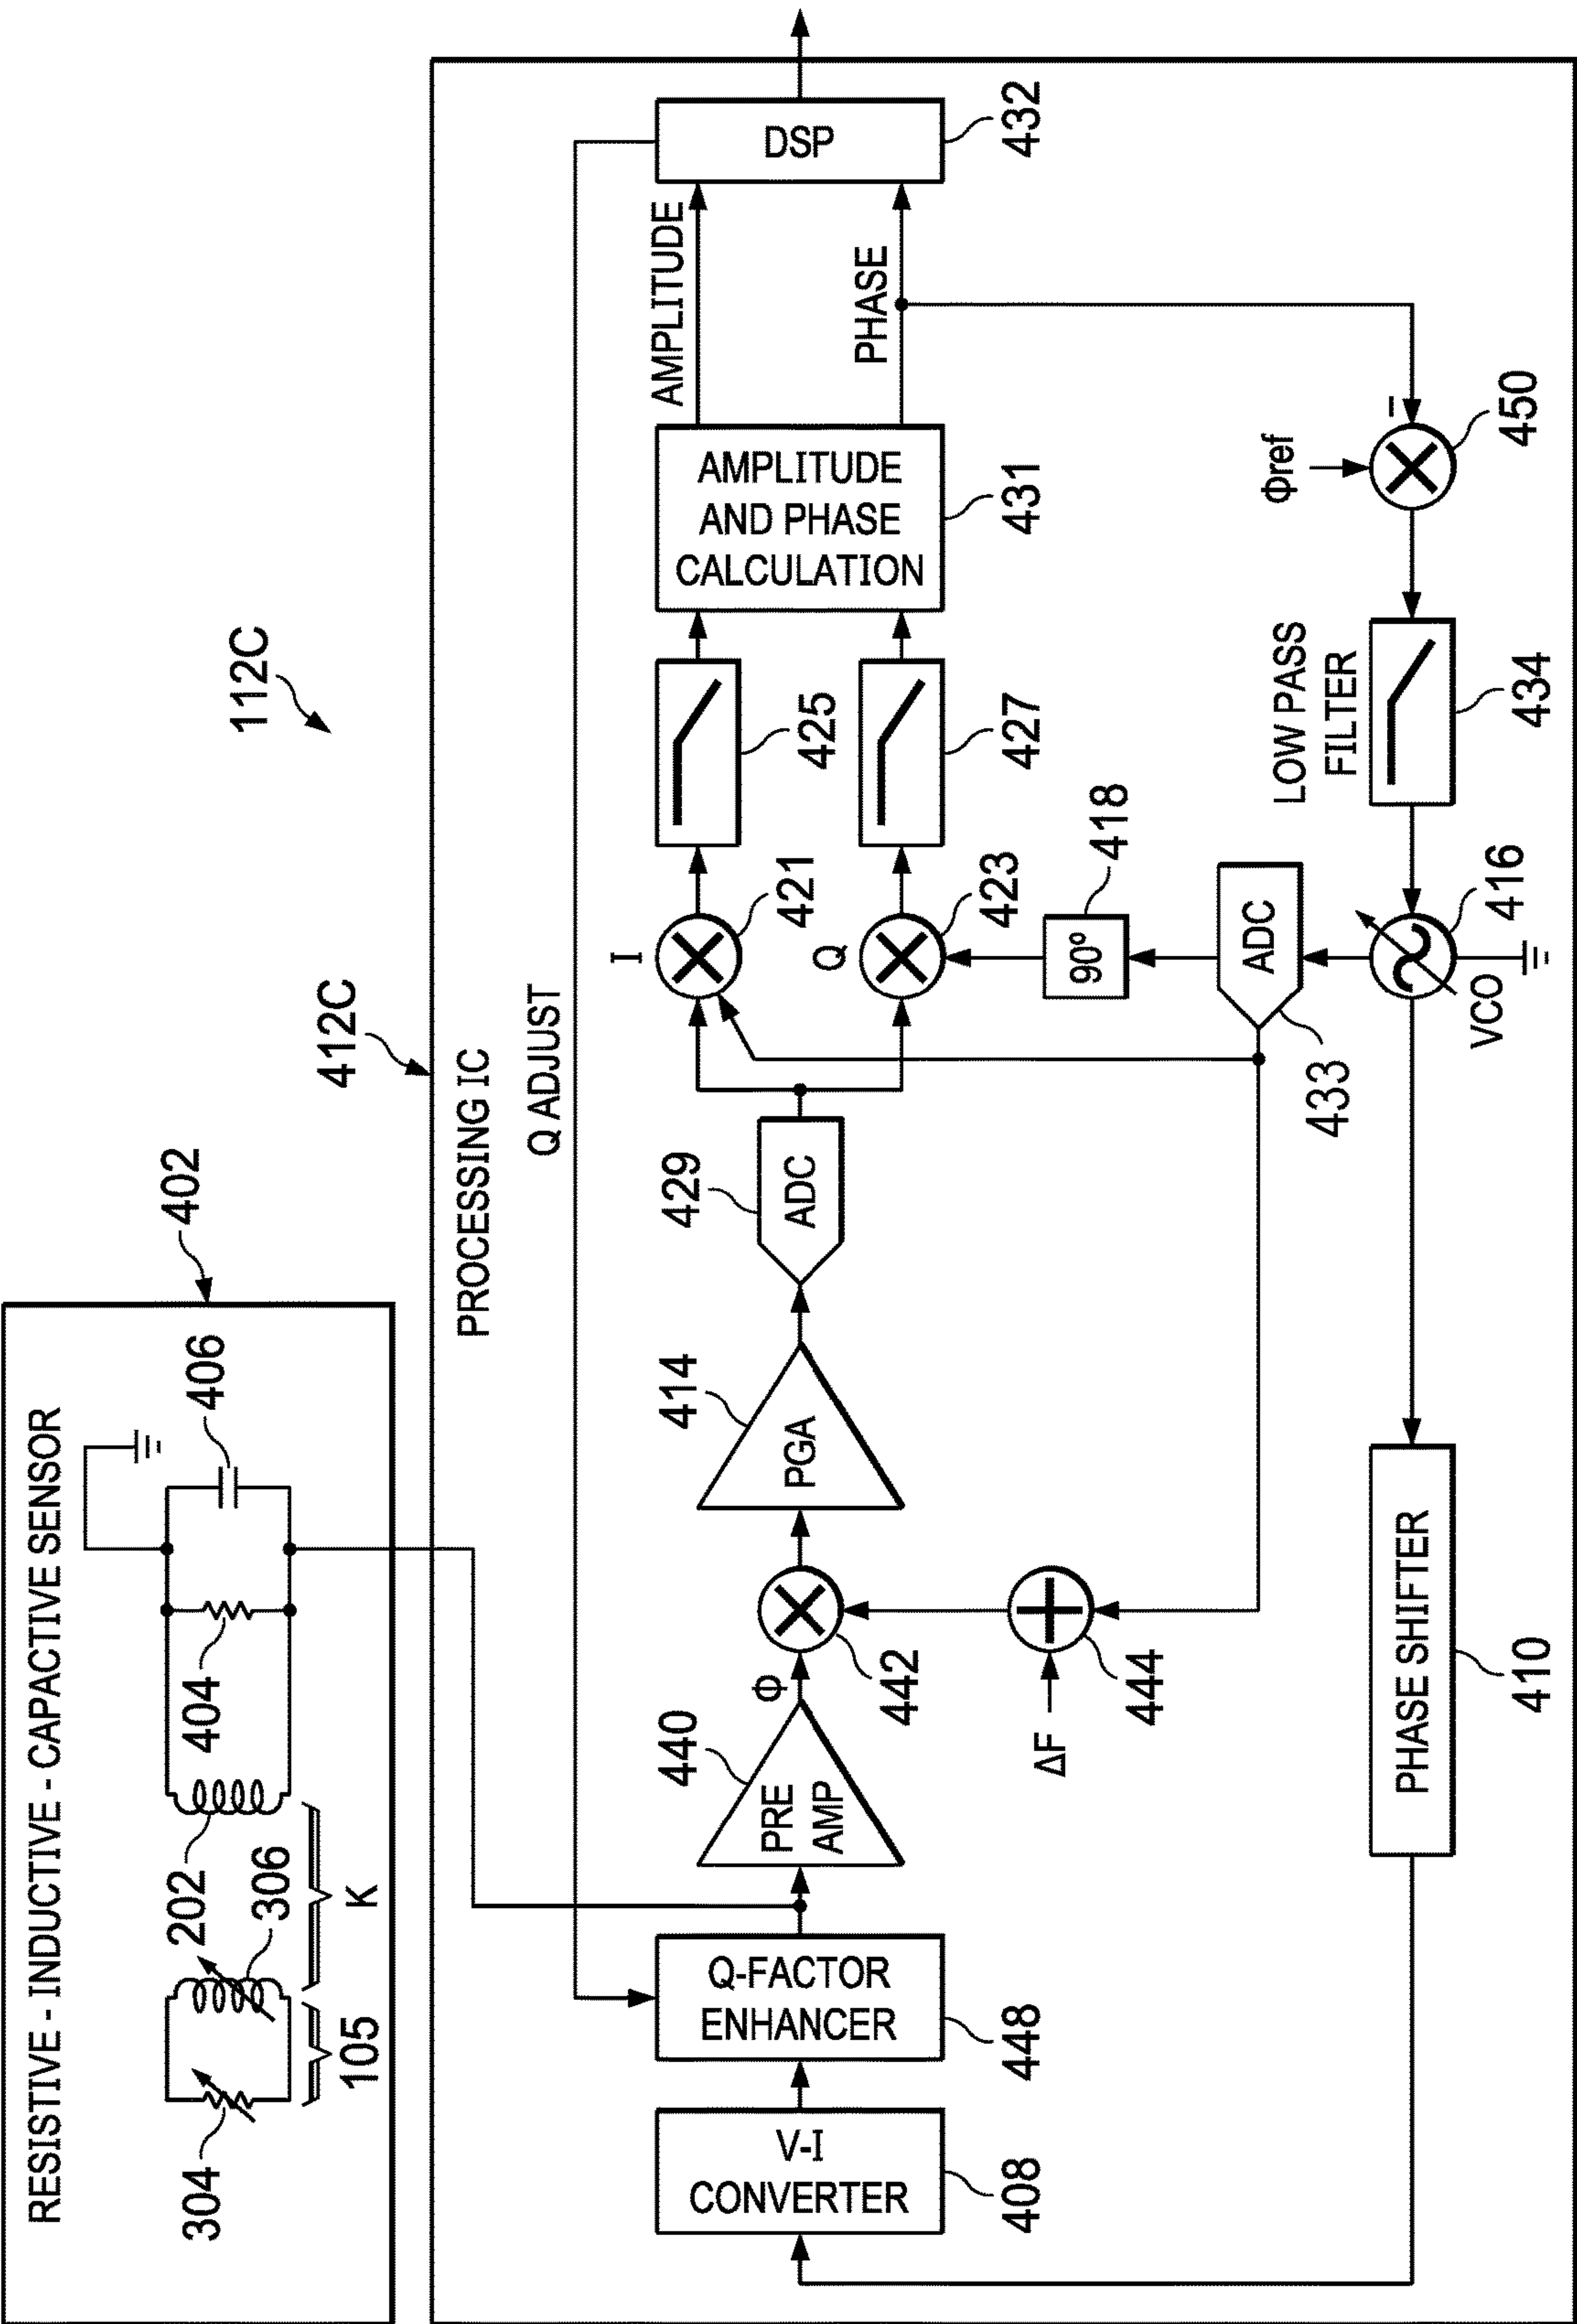 112C
RESISTIVE - INDUCTIVE - CAPACTIVE SENSOR
402
304
105
306
202
K
404
406
412C
PROCESSING IC
Q ADJUST
V-I
CONVERTER
408
Q-FACTOR
ENHANCER
448
PRE
AMP
440
Φ
442
ΔF
444
PGA
414
ADC
429
I
421
Q
423
425
427
90º
418
ADC
433
AMPLITUDE
AND PHASE
CALCULATION
431
AMPLITUDE
PHASE
DSP
432
Φref
–
450
LOW PASS
FILTER
434
VCO
416
PHASE SHIFTER
410